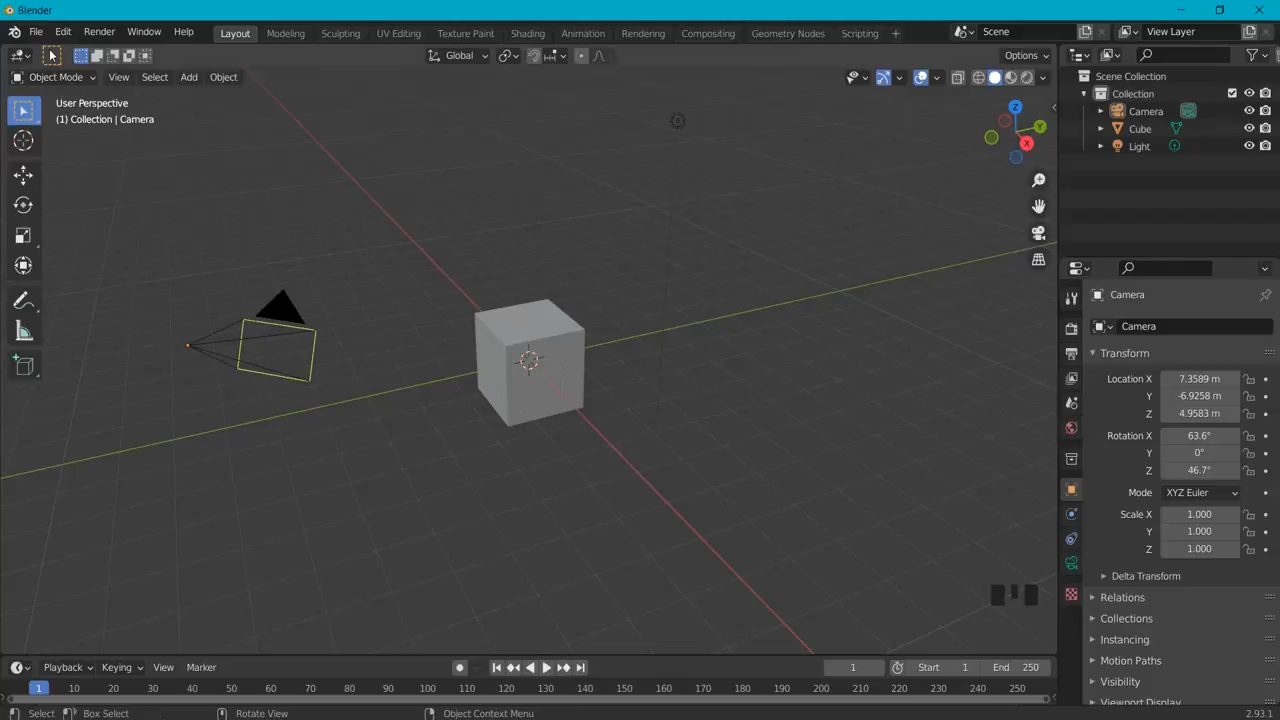 Blender
File Edit Render Window Help Layout Modeling Sculpting UV Editing Texture Paint Shading Animation Rendering Compositing Geometry Nodes Scripting + Scene View Layer
Global Options
Object Mode View Select Add Object
User Perspective
(1) Collection | Camera
Z
Y
X
Scene Collection
Collection
Camera
Cube
Light
Camera
Camera
Transform
Location X 7.3589 m
Y -6.9258 m
Z 4.9583 m
Rotation X 63.6°
Y 0°
Z 46.7°
Mode XYZ Euler
Scale X 1.000
Y 1.000
Z 1.000
Delta Transform
Relations
Collections
Instancing
Motion Paths
Visibility
Viewport Display
Playback Keying View Marker 1 Start 1 End 250
1 10 20 30 40 50 60 70 80 90 100 110 120 130 140 150 160 170 180 190 200 210 220 230 240 250
Select Box Select Rotate View Object Context Menu 2.93.1